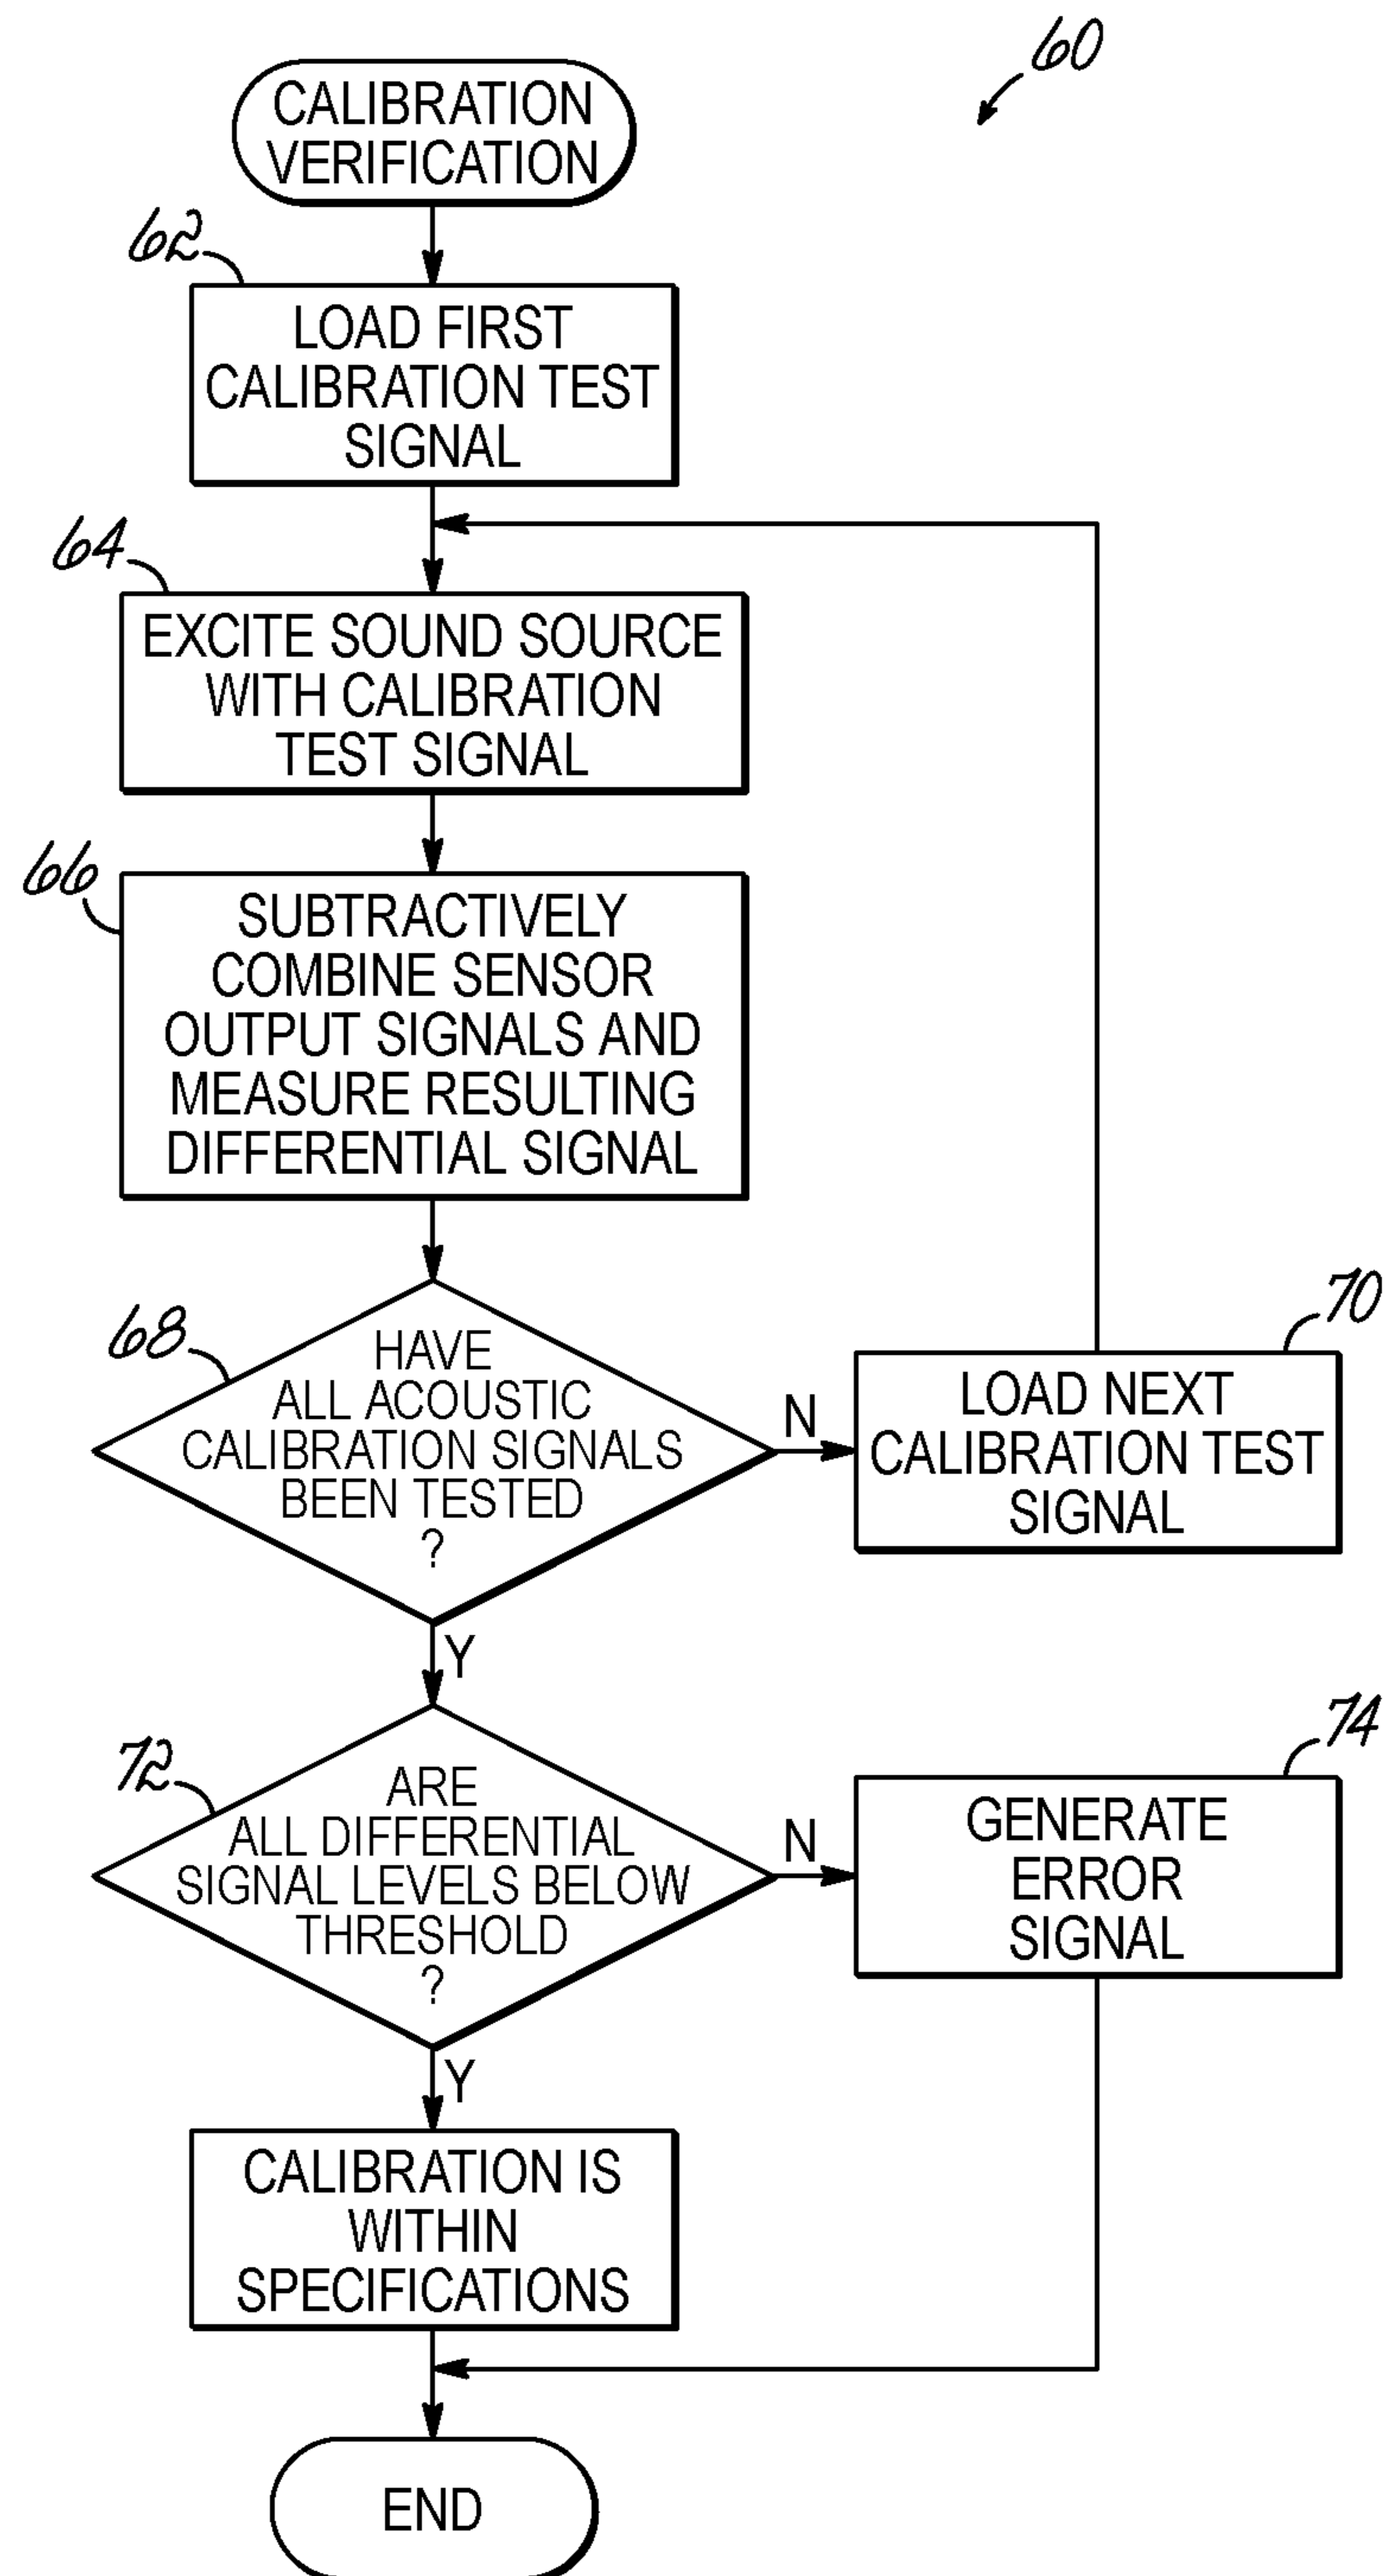 60
CALIBRATION
VERIFICATION
62
LOAD FIRST
CALIBRATION TEST
SIGNAL
64
EXCITE SOUND SOURCE
WITH CALIBRATION
TEST SIGNAL
66
SUBTRACTIVELY
COMBINE SENSOR
OUTPUT SIGNALS AND
MEASURE RESULTING
DIFFERENTIAL SIGNAL
68
HAVE
ALL ACOUSTIC
CALIBRATION SIGNALS
BEEN TESTED
?
N
70
LOAD NEXT
CALIBRATION TEST
SIGNAL
Y
72
ARE
ALL DIFFERENTIAL
SIGNAL LEVELS BELOW
THRESHOLD
?
N
74
GENERATE
ERROR
SIGNAL
Y
CALIBRATION IS
WITHIN
SPECIFICATIONS
END